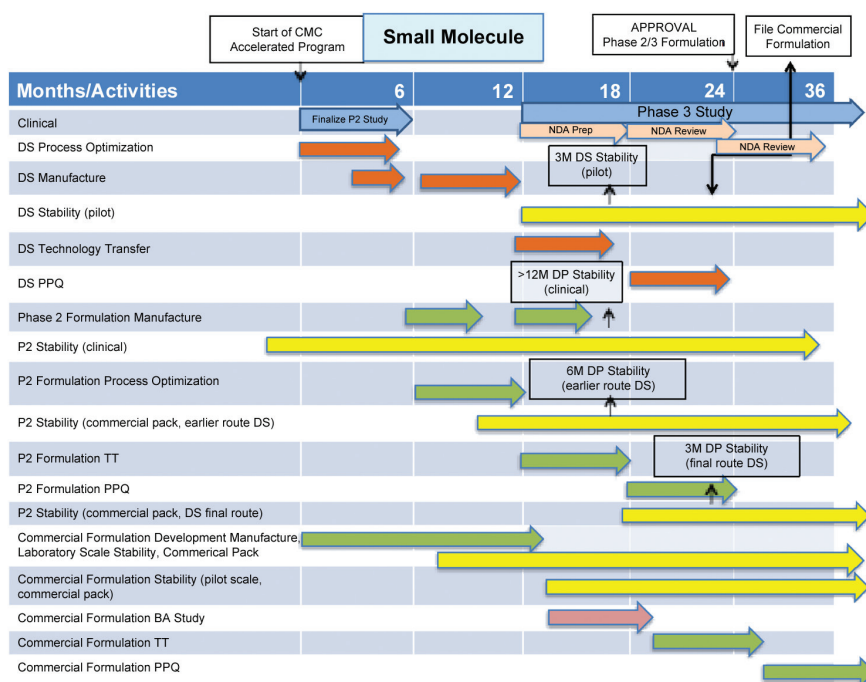 Start of CMC
Accelerated Program
Small Molecule
APPROVAL
Phase 2/3 Formulation
File Commercial
Formulation
Months/Activities 6 12 18 24 36
Clinical
Finalize P2 Study
Phase 3 Study
NDA Prep
NDA Review
DS Process Optimization
NDA Review
3M DS Stability
(pilot)
DS Manufacture
DS Stability (pilot)
DS Technology Transfer
>12M DP Stability
(clinical)
DS PPQ
Phase 2 Formulation Manufacture
P2 Stability (clinical)
6M DP Stability
(earlier route DS)
P2 Formulation Process Optimization
P2 Stability (commercial pack, earlier route DS)
3M DP Stability
(final route DS)
P2 Formulation TT
P2 Formulation PPQ
P2 Stability (commercial pack, DS final route)
Commercial Formulation Development Manufacture,
Laboratory Scale Stability, Commerical Pack
Commercial Formulation Stability (pilot scale,
commercial pack)
Commercial Formulation BA Study
Commercial Formulation TT
Commercial Formulation PPQ